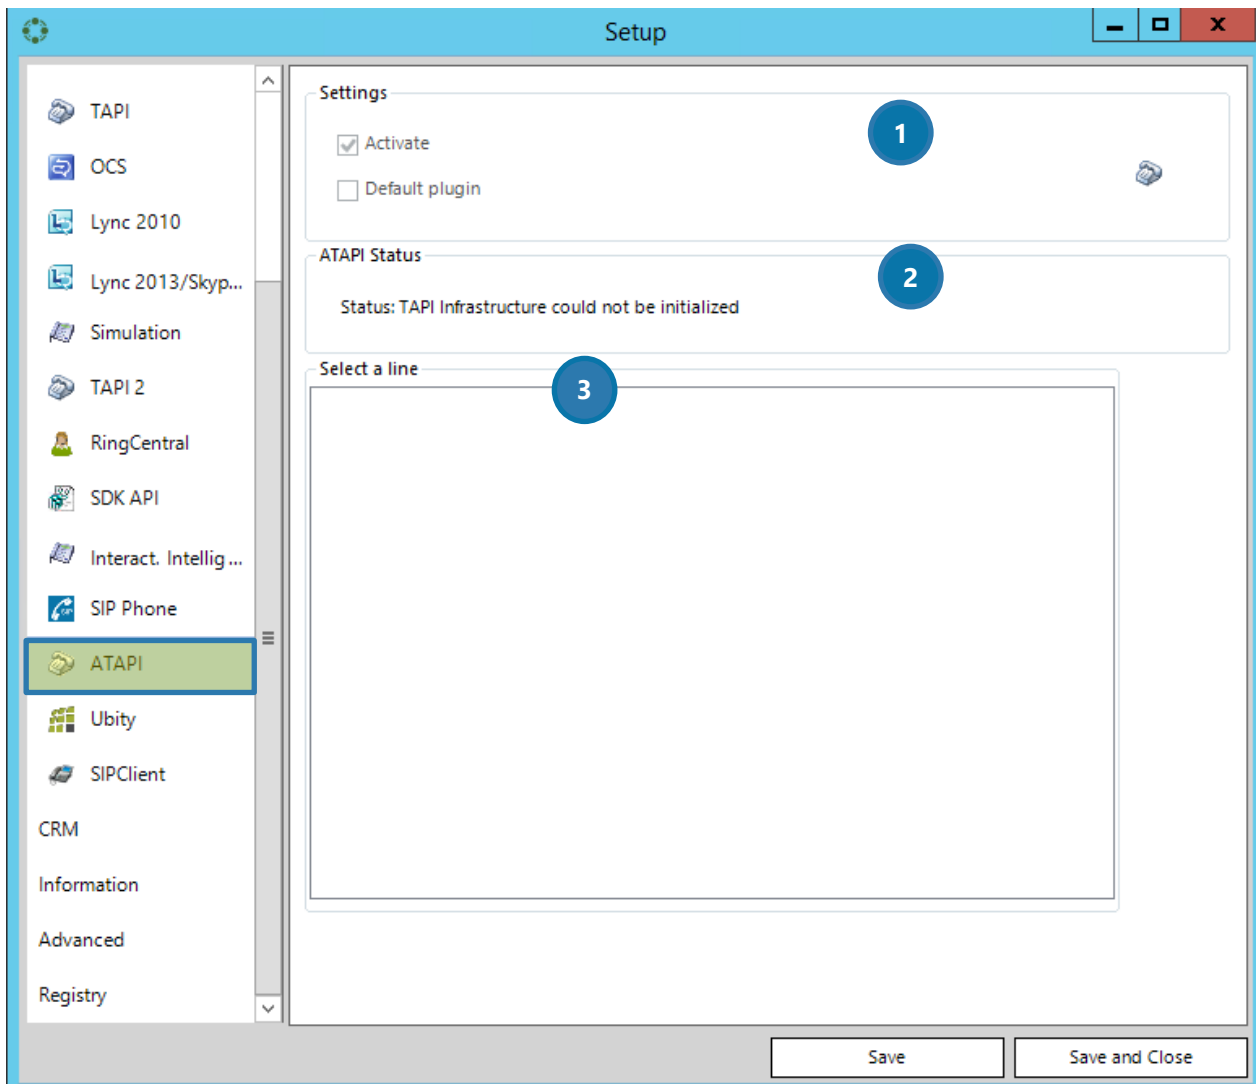 Setup
X
TAPI
OCS
Lync 2010
Lync 2013/Skyp...
Simulation
TAPI 2
RingCentral
SDK API
Interact. Intellig ...
SIP Phone
ATAPI
Ubity
SIPClient
CRM
Information
Advanced
Registry
Settings
1
Activate
Default plugin
ATAPI Status
2
Status: TAPI Infrastructure could not be initialized
Select a line
3
Save
Save and Close